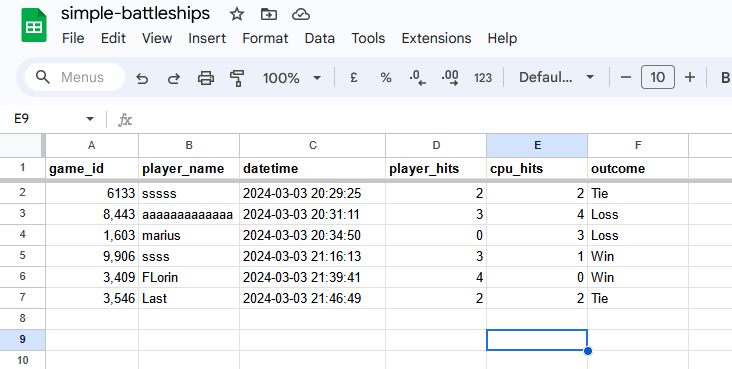 simple-battleships
File Edit View Insert Format Data Tools Extensions Help
Menus 100% £ % .0 .00 123 Defaul... − 10 + B
E9 fx
A B C D E F
1 game_id player_name datetime player_hits cpu_hits outcome
2 6133 sssss 2024-03-03 20:29:25 2 2 Tie
3 8,443 aaaaaaaaaaaaa 2024-03-03 20:31:11 3 4 Loss
4 1,603 marius 2024-03-03 20:34:50 0 3 Loss
5 9,906 ssss 2024-03-03 21:16:13 3 1 Win
6 3,409 FLorin 2024-03-03 21:39:41 4 0 Win
7 3,546 Last 2024-03-03 21:46:49 2 2 Tie
8
9
10